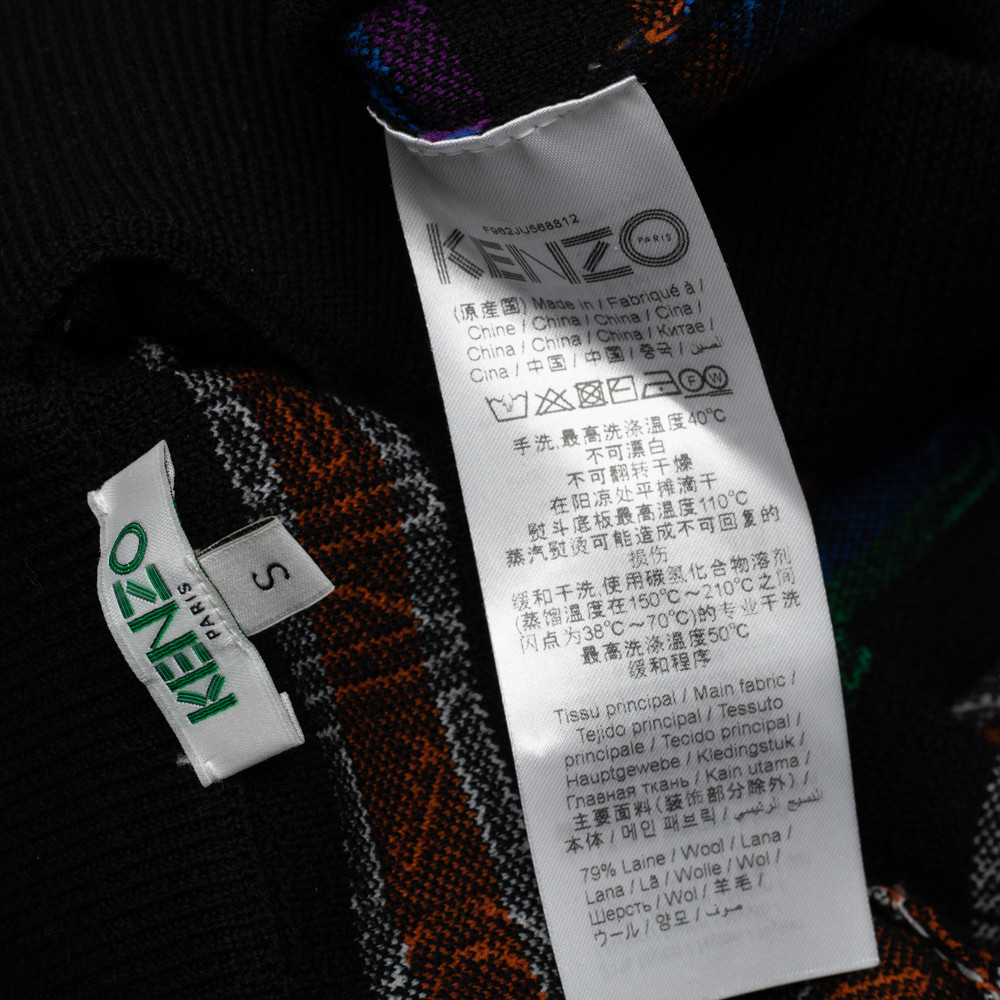 F962JU568812
KENZO
PARIS
(原産国) Made in / Fabriqué à /
Chine / China / China / Cina /
China / China / China / Китае /
Cina / 中国 / 中国 / 중국 / الصين
F W
手洗,最高洗涤温度40℃
不可漂白
不可翻转干燥
在阳凉处平摊滴干
熨斗底板最高温度110℃
蒸汽熨烫可能造成不可回复的
损伤
缓和干洗,使用碳氢化合物溶剂
(蒸馏温度在150℃~210℃之间
闪点为38℃~70℃)的专业干洗
最高洗涤温度50℃
缓和程序
Tissu principal / Main fabric /
Tejido principal / Tessuto
principale / Tecido principal /
Hauptgewebe / Kledingstuk /
Главная ткань / Kain utama /
主要面料(装饰部分除外) /
本体 / 메인 패브릭 / النسيج الرئيسي
79% Laine / Wool / Lana /
Lana / Lã / Wolle / Wol /
Шерсть / Wol / 羊毛 /
ウール / 양모 / صوف
KENZO
PARIS
S